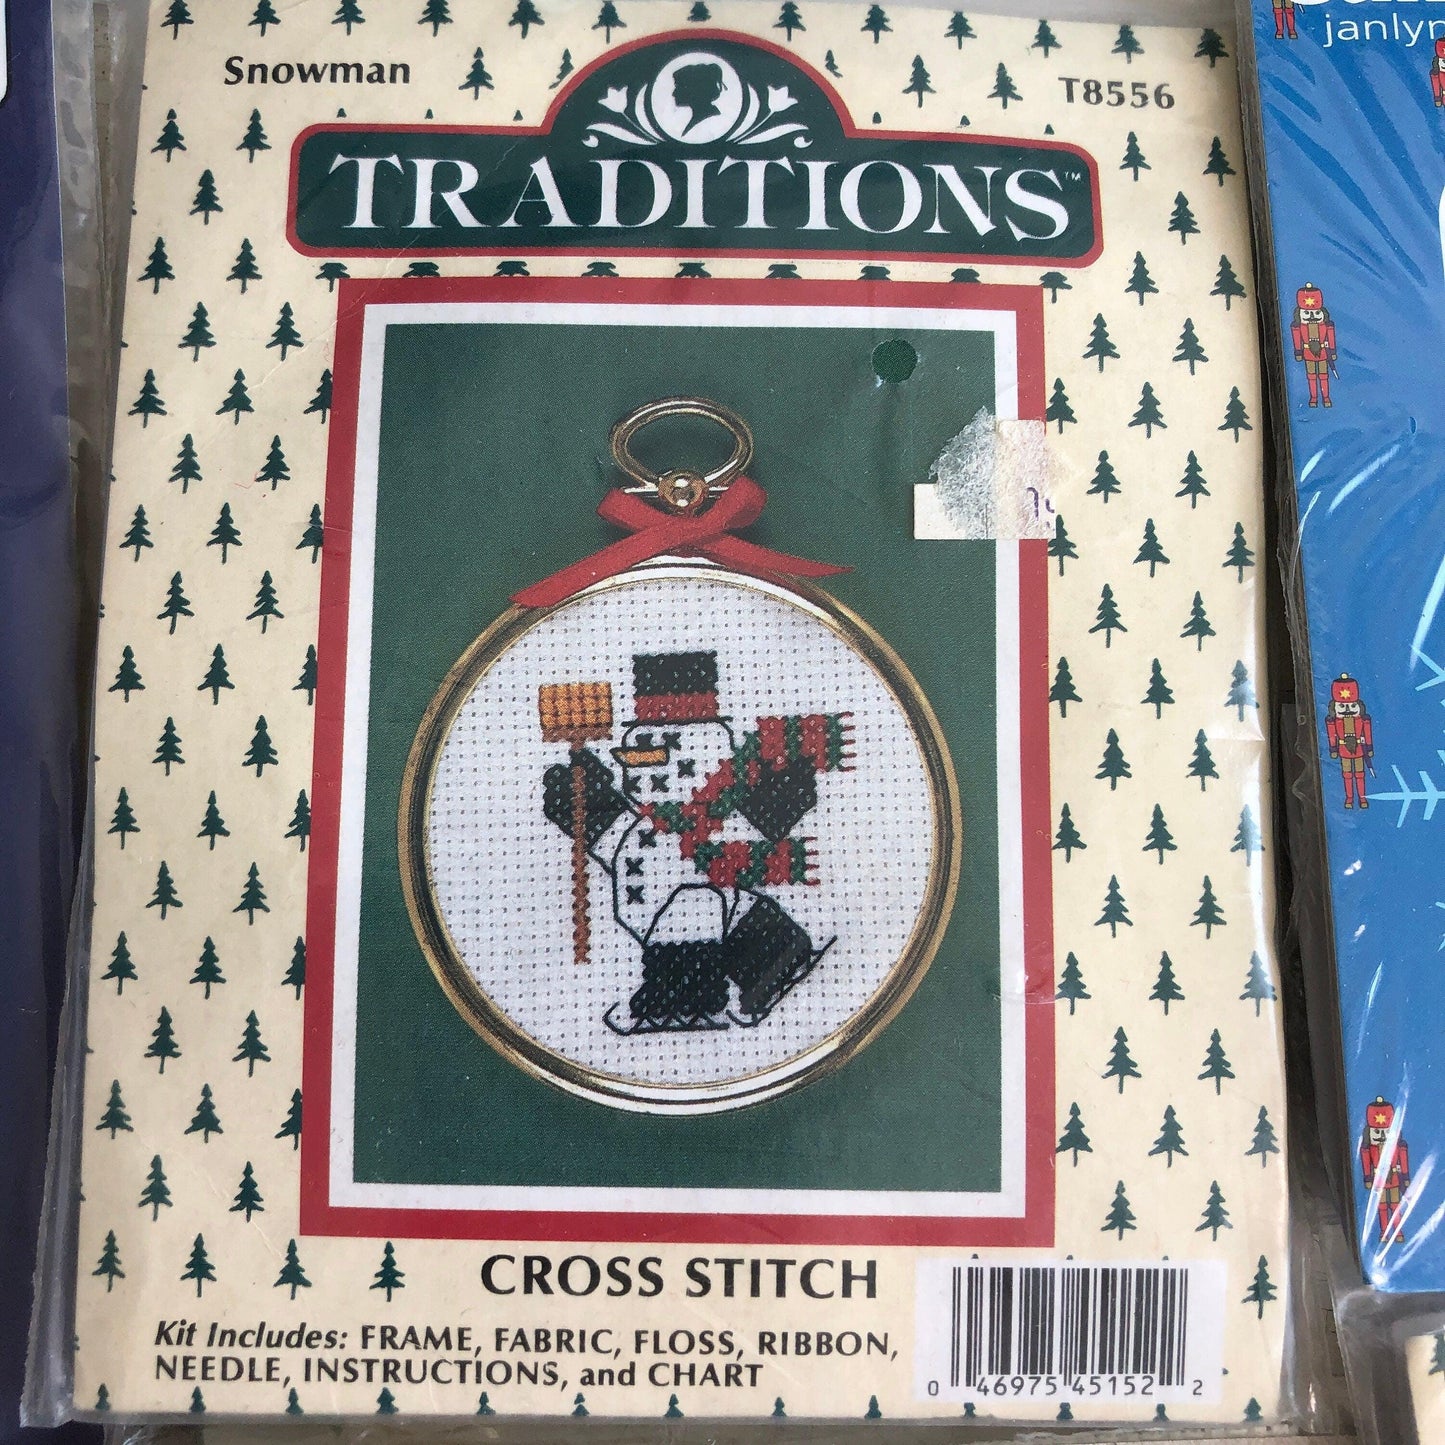 Snowman
T8556
TRADITIONS™
janlyn
CROSS STITCH
Kit Includes: FRAME, FABRIC, FLOSS, RIBBON,
NEEDLE, INSTRUCTIONS, and CHART
0 46975 45152 2